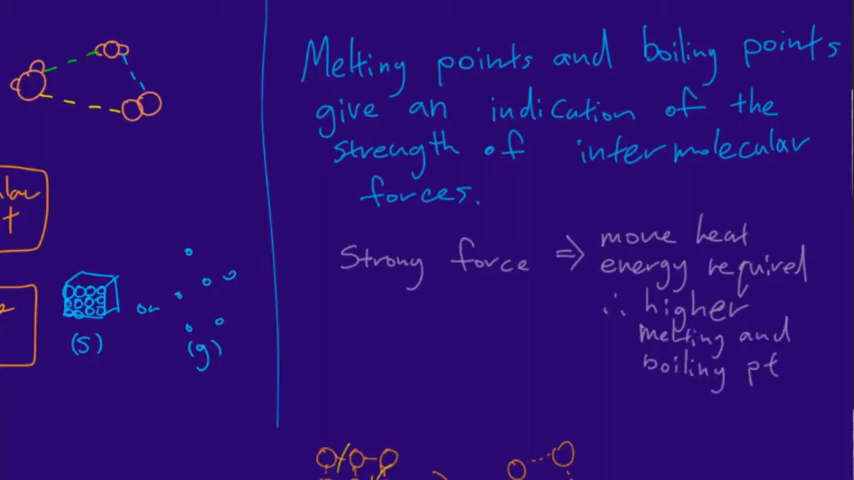 Melting points and boiling points
give an indication of the
strength of intermolecular
forces.
Strong force ⇒ move heat
energy required
∴ higher
melting and
boiling pt
(s)
or
(g)